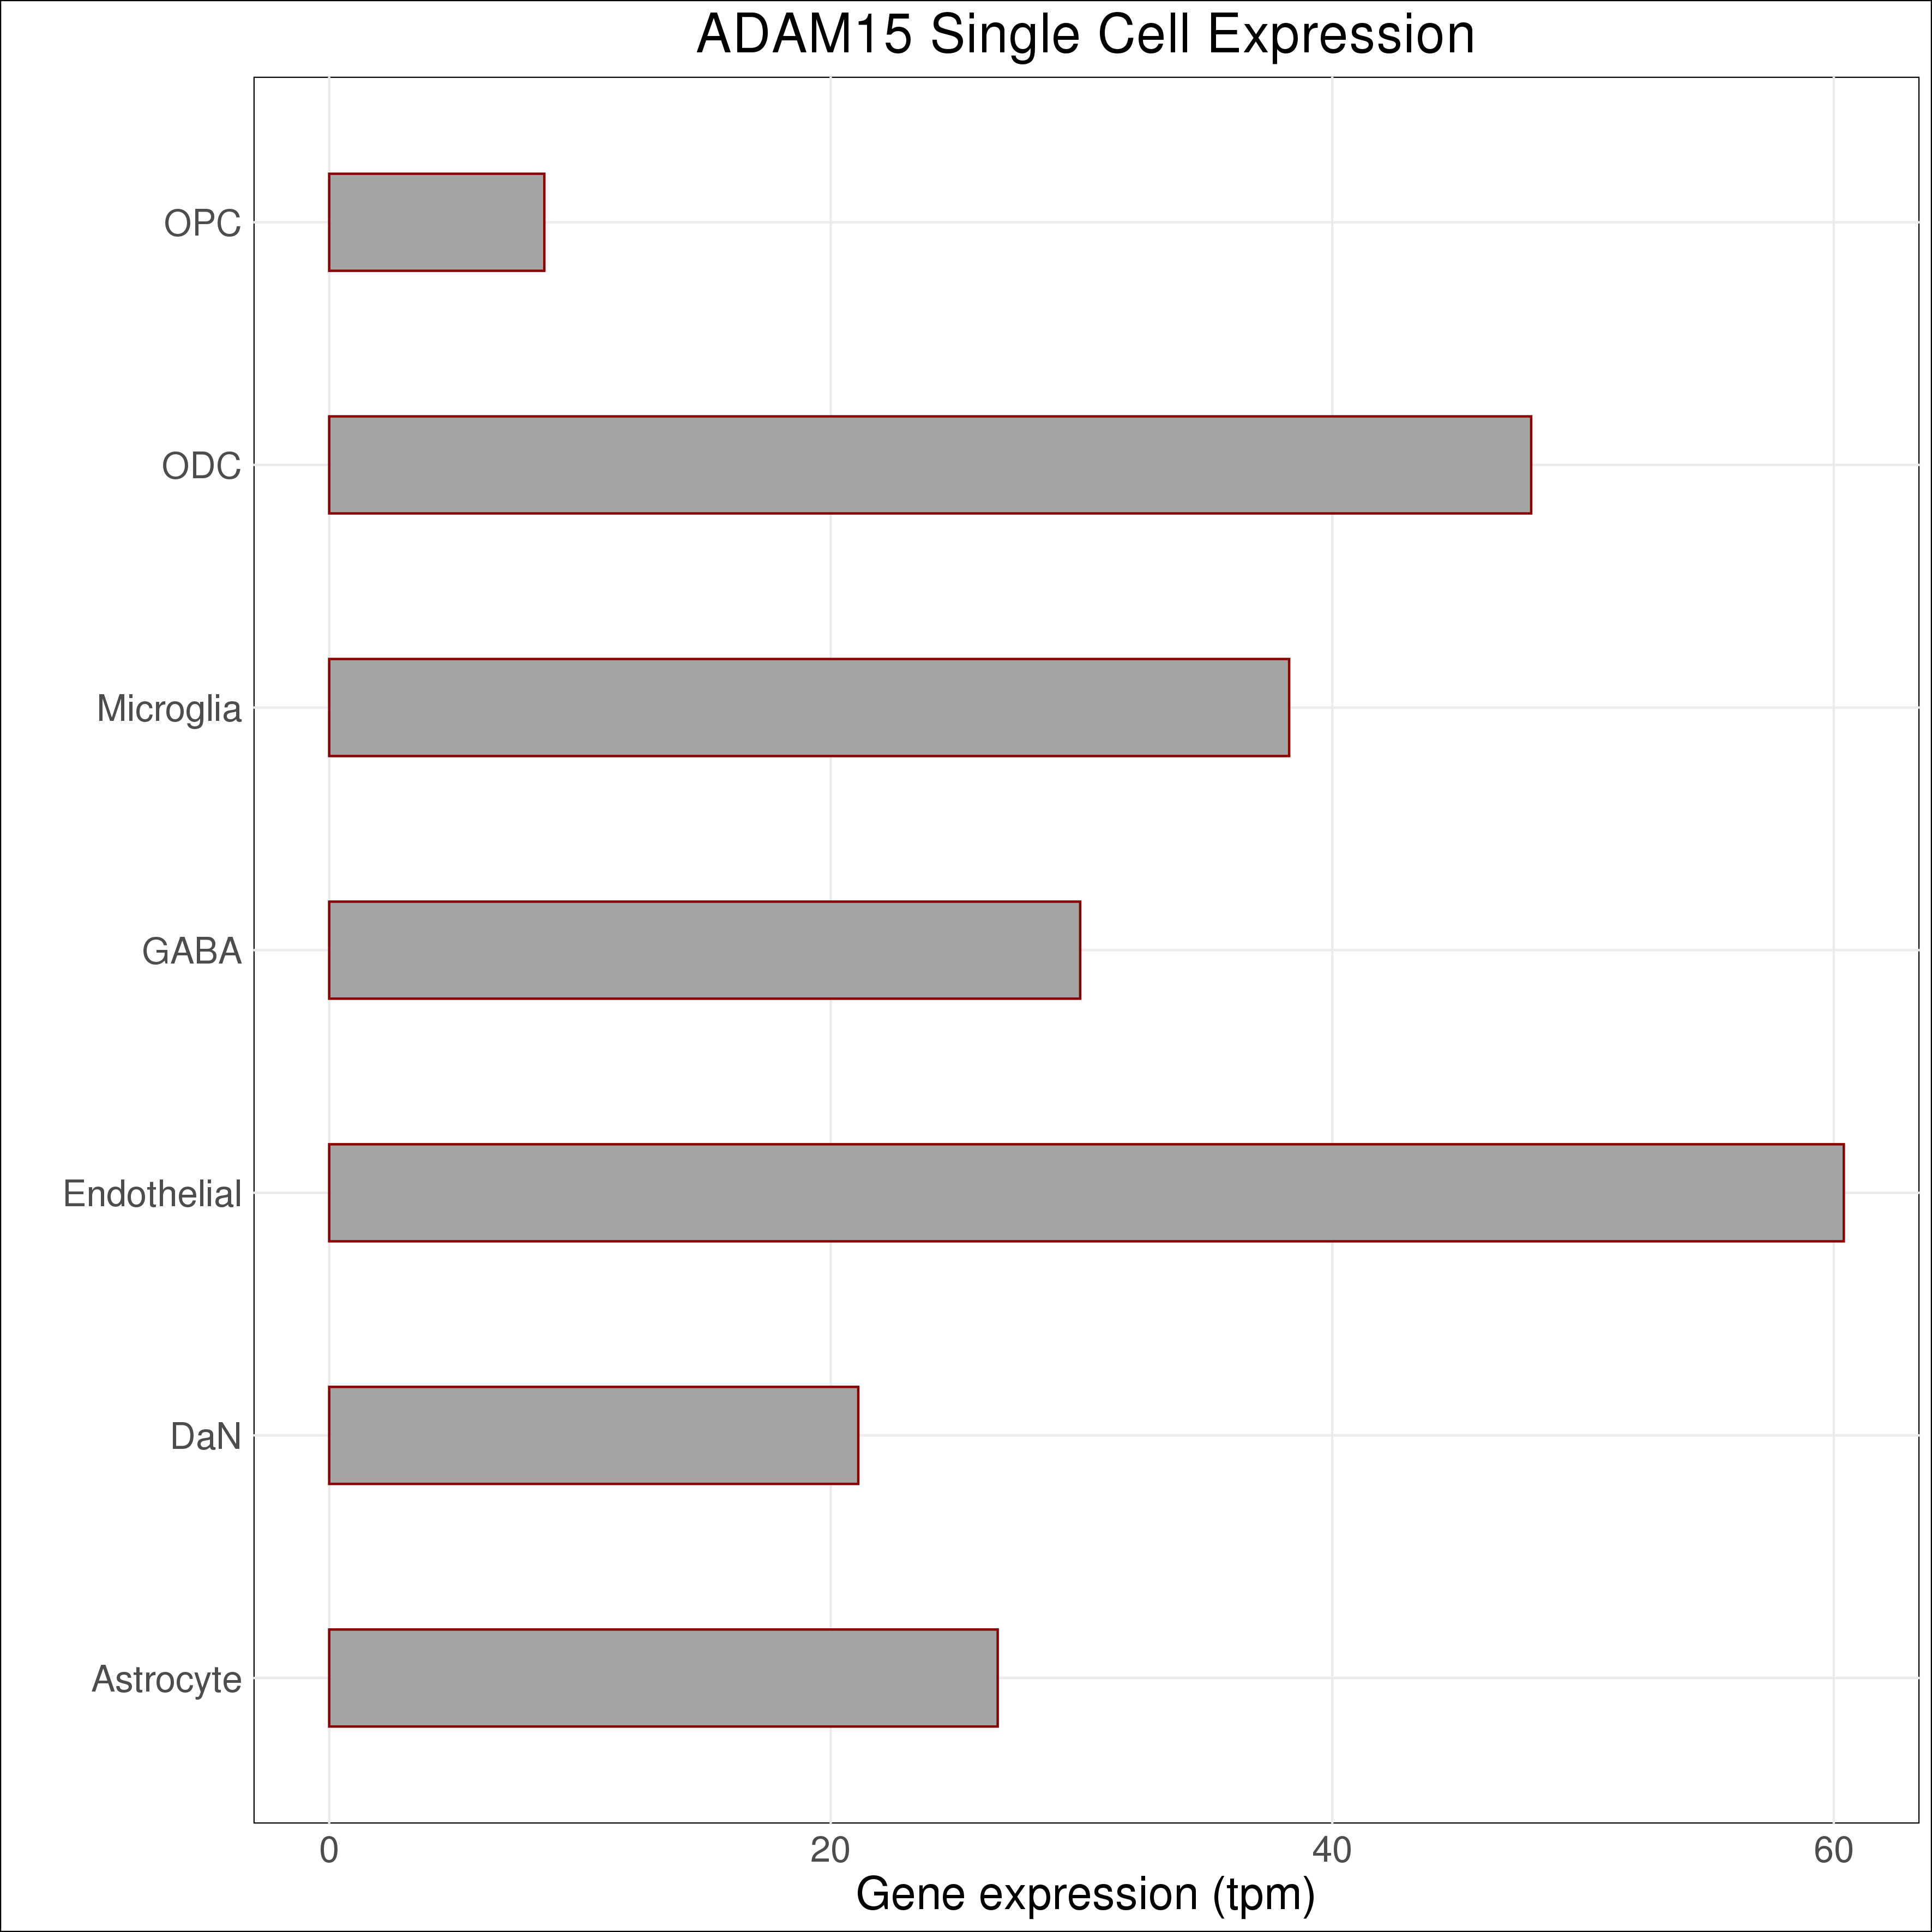 ADAM15 Single Cell Expression
OPC
ODC
Microglia
GABA
Endothelial
DaN
Astrocyte
0 20 40 60
Gene expression (tpm)